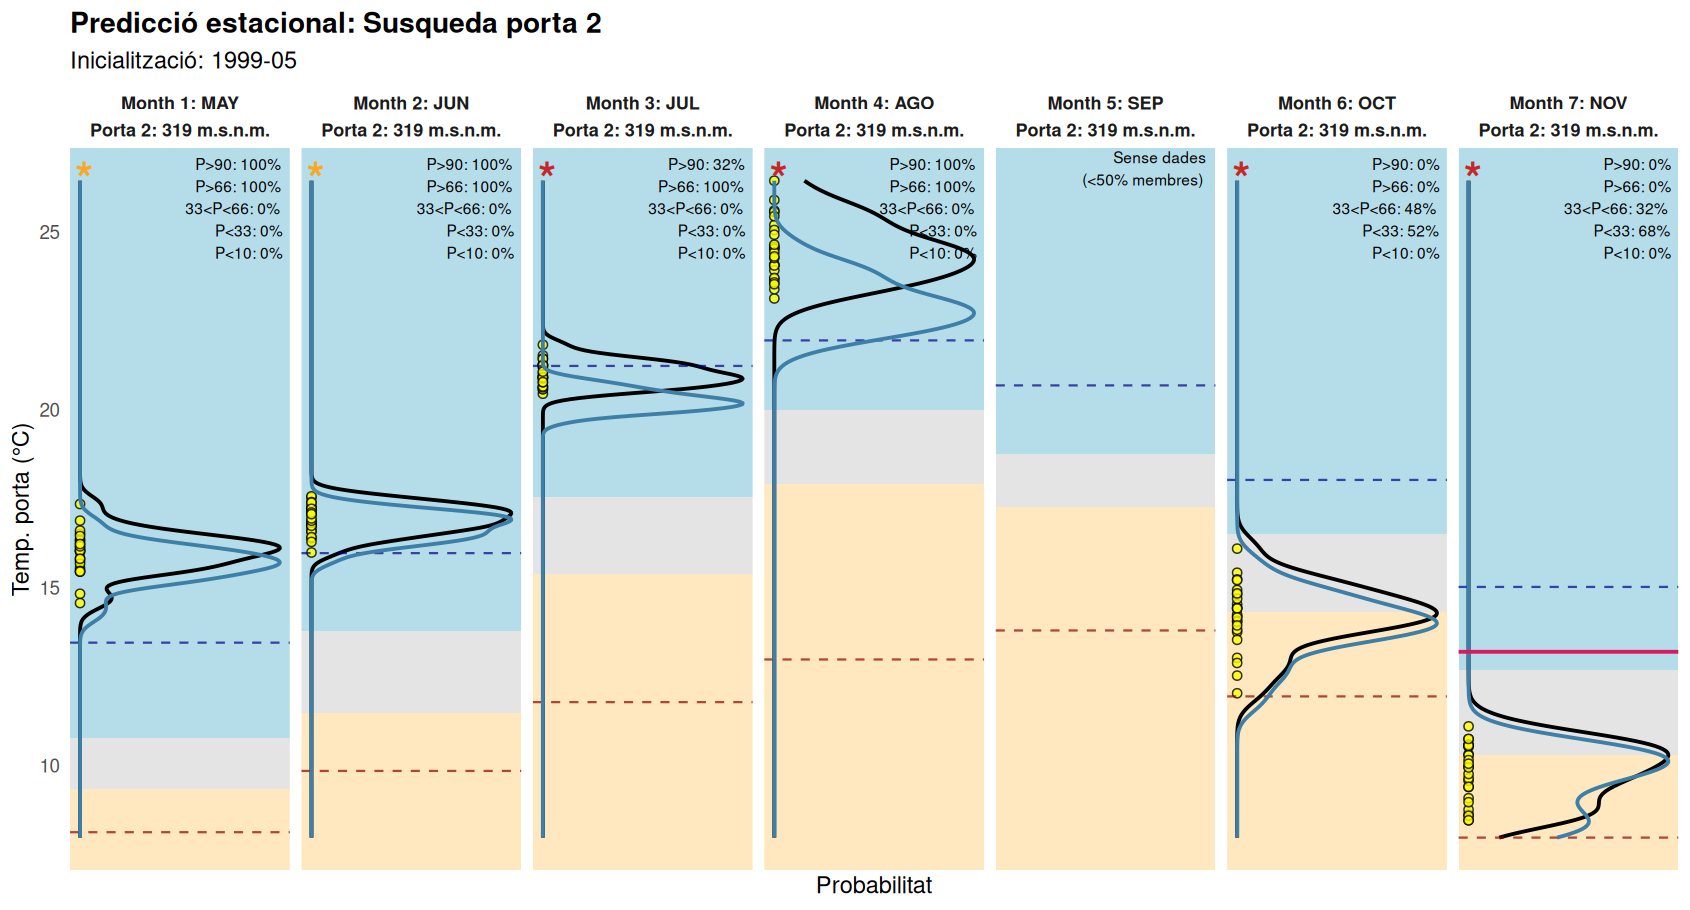 Predicció estacional: Susqueda porta 2
Inicialització: 1999-05
Month 1: MAY
Porta 2: 319 m.s.n.m.
Month 2: JUN
Porta 2: 319 m.s.n.m.
Month 3: JUL
Porta 2: 319 m.s.n.m.
Month 4: AGO
Porta 2: 319 m.s.n.m.
Month 5: SEP
Porta 2: 319 m.s.n.m.
Month 6: OCT
Porta 2: 319 m.s.n.m.
Month 7: NOV
Porta 2: 319 m.s.n.m.
*
P>90: 100%
P>66: 100%
33<P<66: 0%
P<33: 0%
P<10: 0%
*
P>90: 100%
P>66: 100%
33<P<66: 0%
P<33: 0%
P<10: 0%
*
P>90: 32%
P>66: 100%
33<P<66: 0%
P<33: 0%
P<10: 0%
*
P>90: 100%
P>66: 100%
33<P<66: 0%
P<33: 0%
P<10: 0%
Sense dades
(<50% membres)
*
P>90: 0%
P>66: 0%
33<P<66: 48%
P<33: 52%
P<10: 0%
*
P>90: 0%
P>66: 0%
33<P<66: 32%
P<33: 68%
P<10: 0%
25
20
15
10
Temp. porta (°C)
Probabilitat